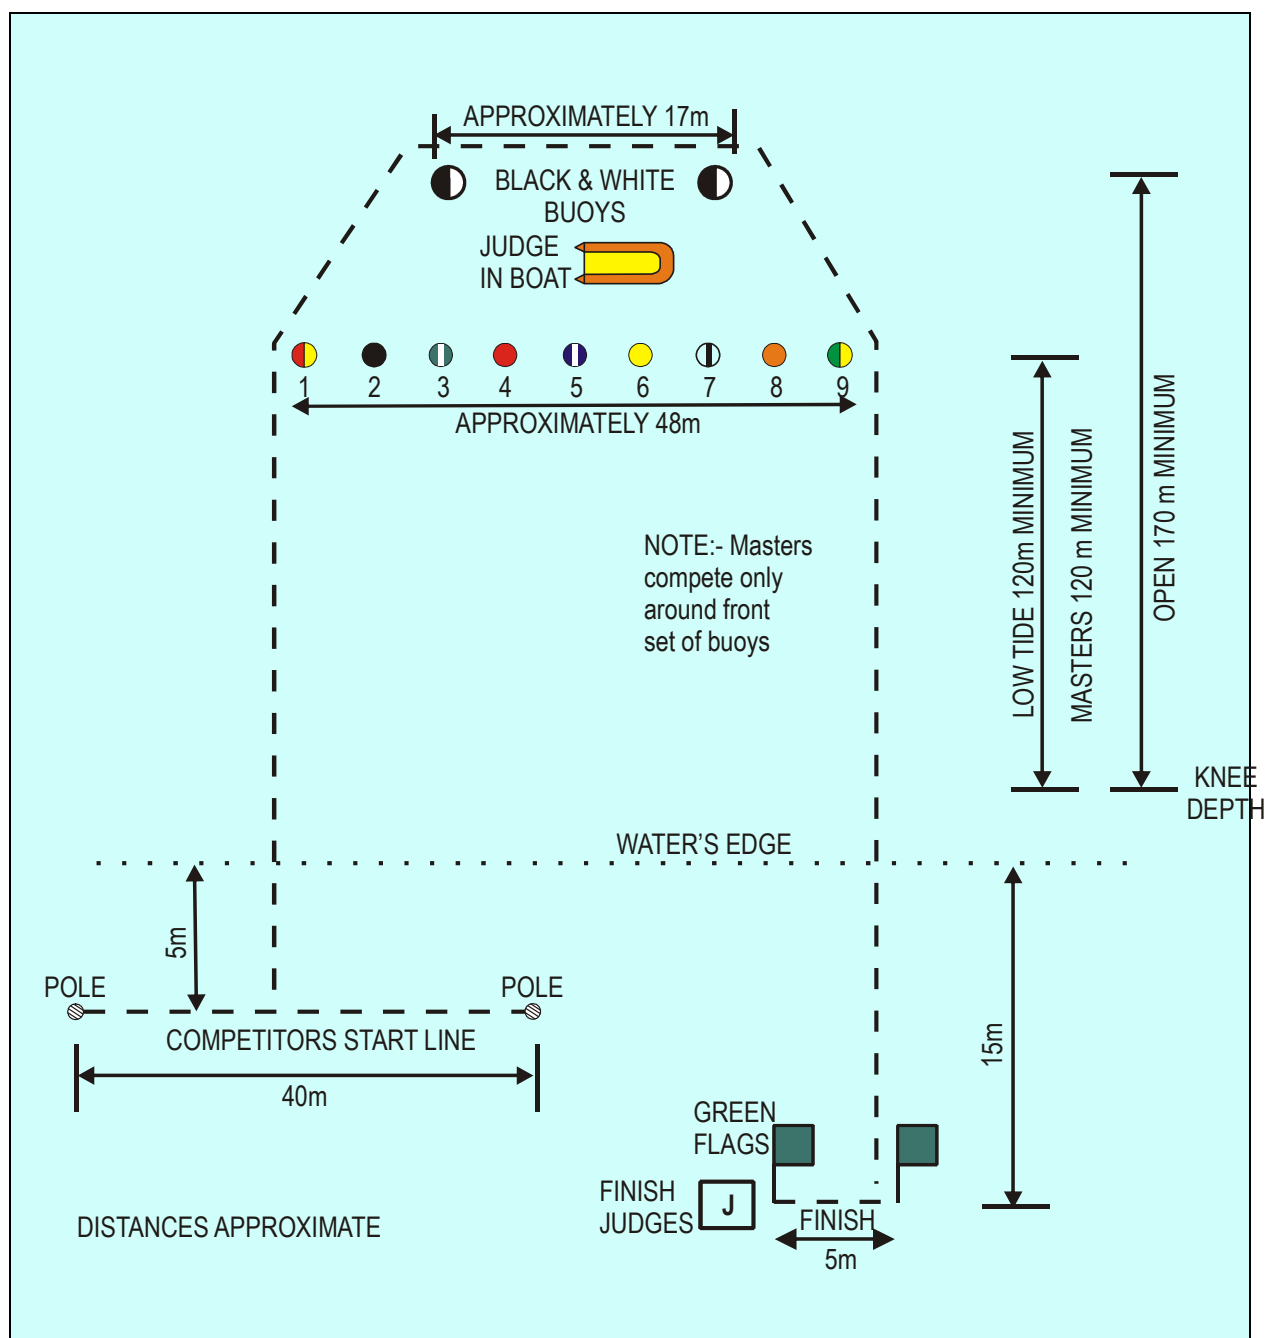 APPROXIMATELY 17m
BLACK & WHITE
BUOYS
JUDGE
IN BOAT
1 2 3 4 5 6 7 8 9
APPROXIMATELY 48m
NOTE:- Masters
compete only
around front
set of buoys
LOW TIDE 120m MINIMUM
MASTERS 120 m MINIMUM
OPEN 170 m MINIMUM
KNEE
DEPTH
WATER'S EDGE
5m
POLE
POLE
COMPETITORS START LINE
40m
15m
GREEN
FLAGS
FINISH
JUDGES
J
FINISH
5m
DISTANCES APPROXIMATE